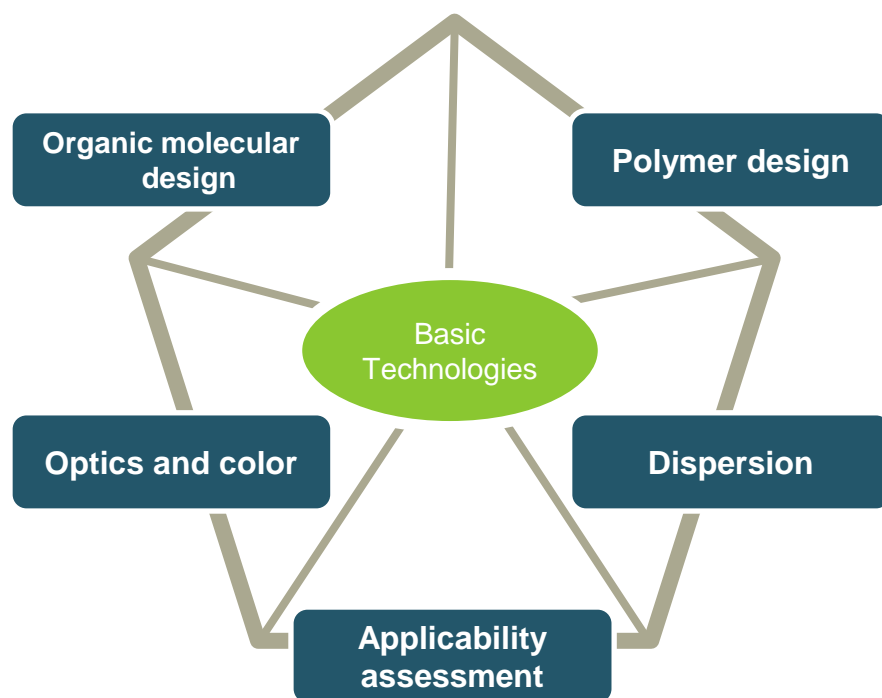 Organic molecular
design
Polymer design
Basic
Technologies
Optics and color
Dispersion
Applicability
assessment